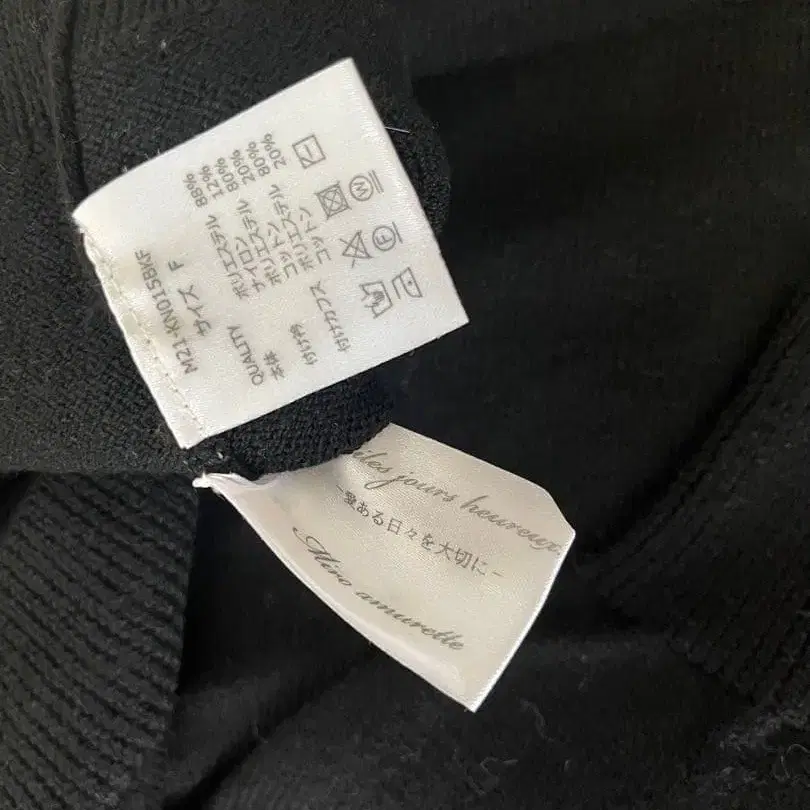 M21-KN015BKF
サイズ F
QUALITY
本体 ポリエステル 88%
ナイロン 12%
付け衿 ポリエステル 80%
コットン 20%
付けカフス ポリエステル 80%
コットン 20%
F W
jours heureux.
－愛ある日々を大切に－
Miro amurette